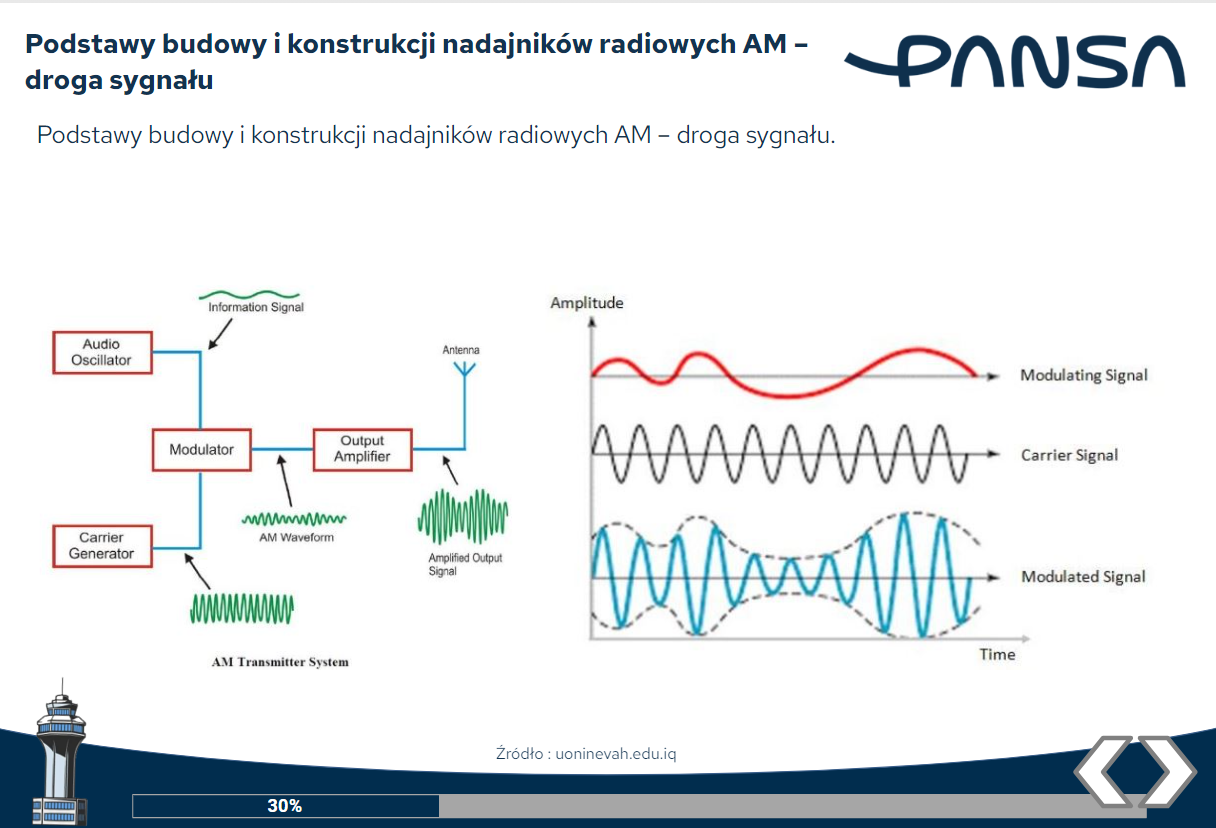 Podstawy budowy i konstrukcji nadajników radiowych AM –
droga sygnału
PANSA
Podstawy budowy i konstrukcji nadajników radiowych AM – droga sygnału.
Information Signal
Audio
Oscillator
Antenna
Modulator
Output
Amplifier
AM Waveform
Carrier
Generator
Amplified Output
Signal
AM Transmitter System
Amplitude
Modulating Signal
Carrier Signal
Modulated Signal
Time
Źródło : uoninevah.edu.iq
30%